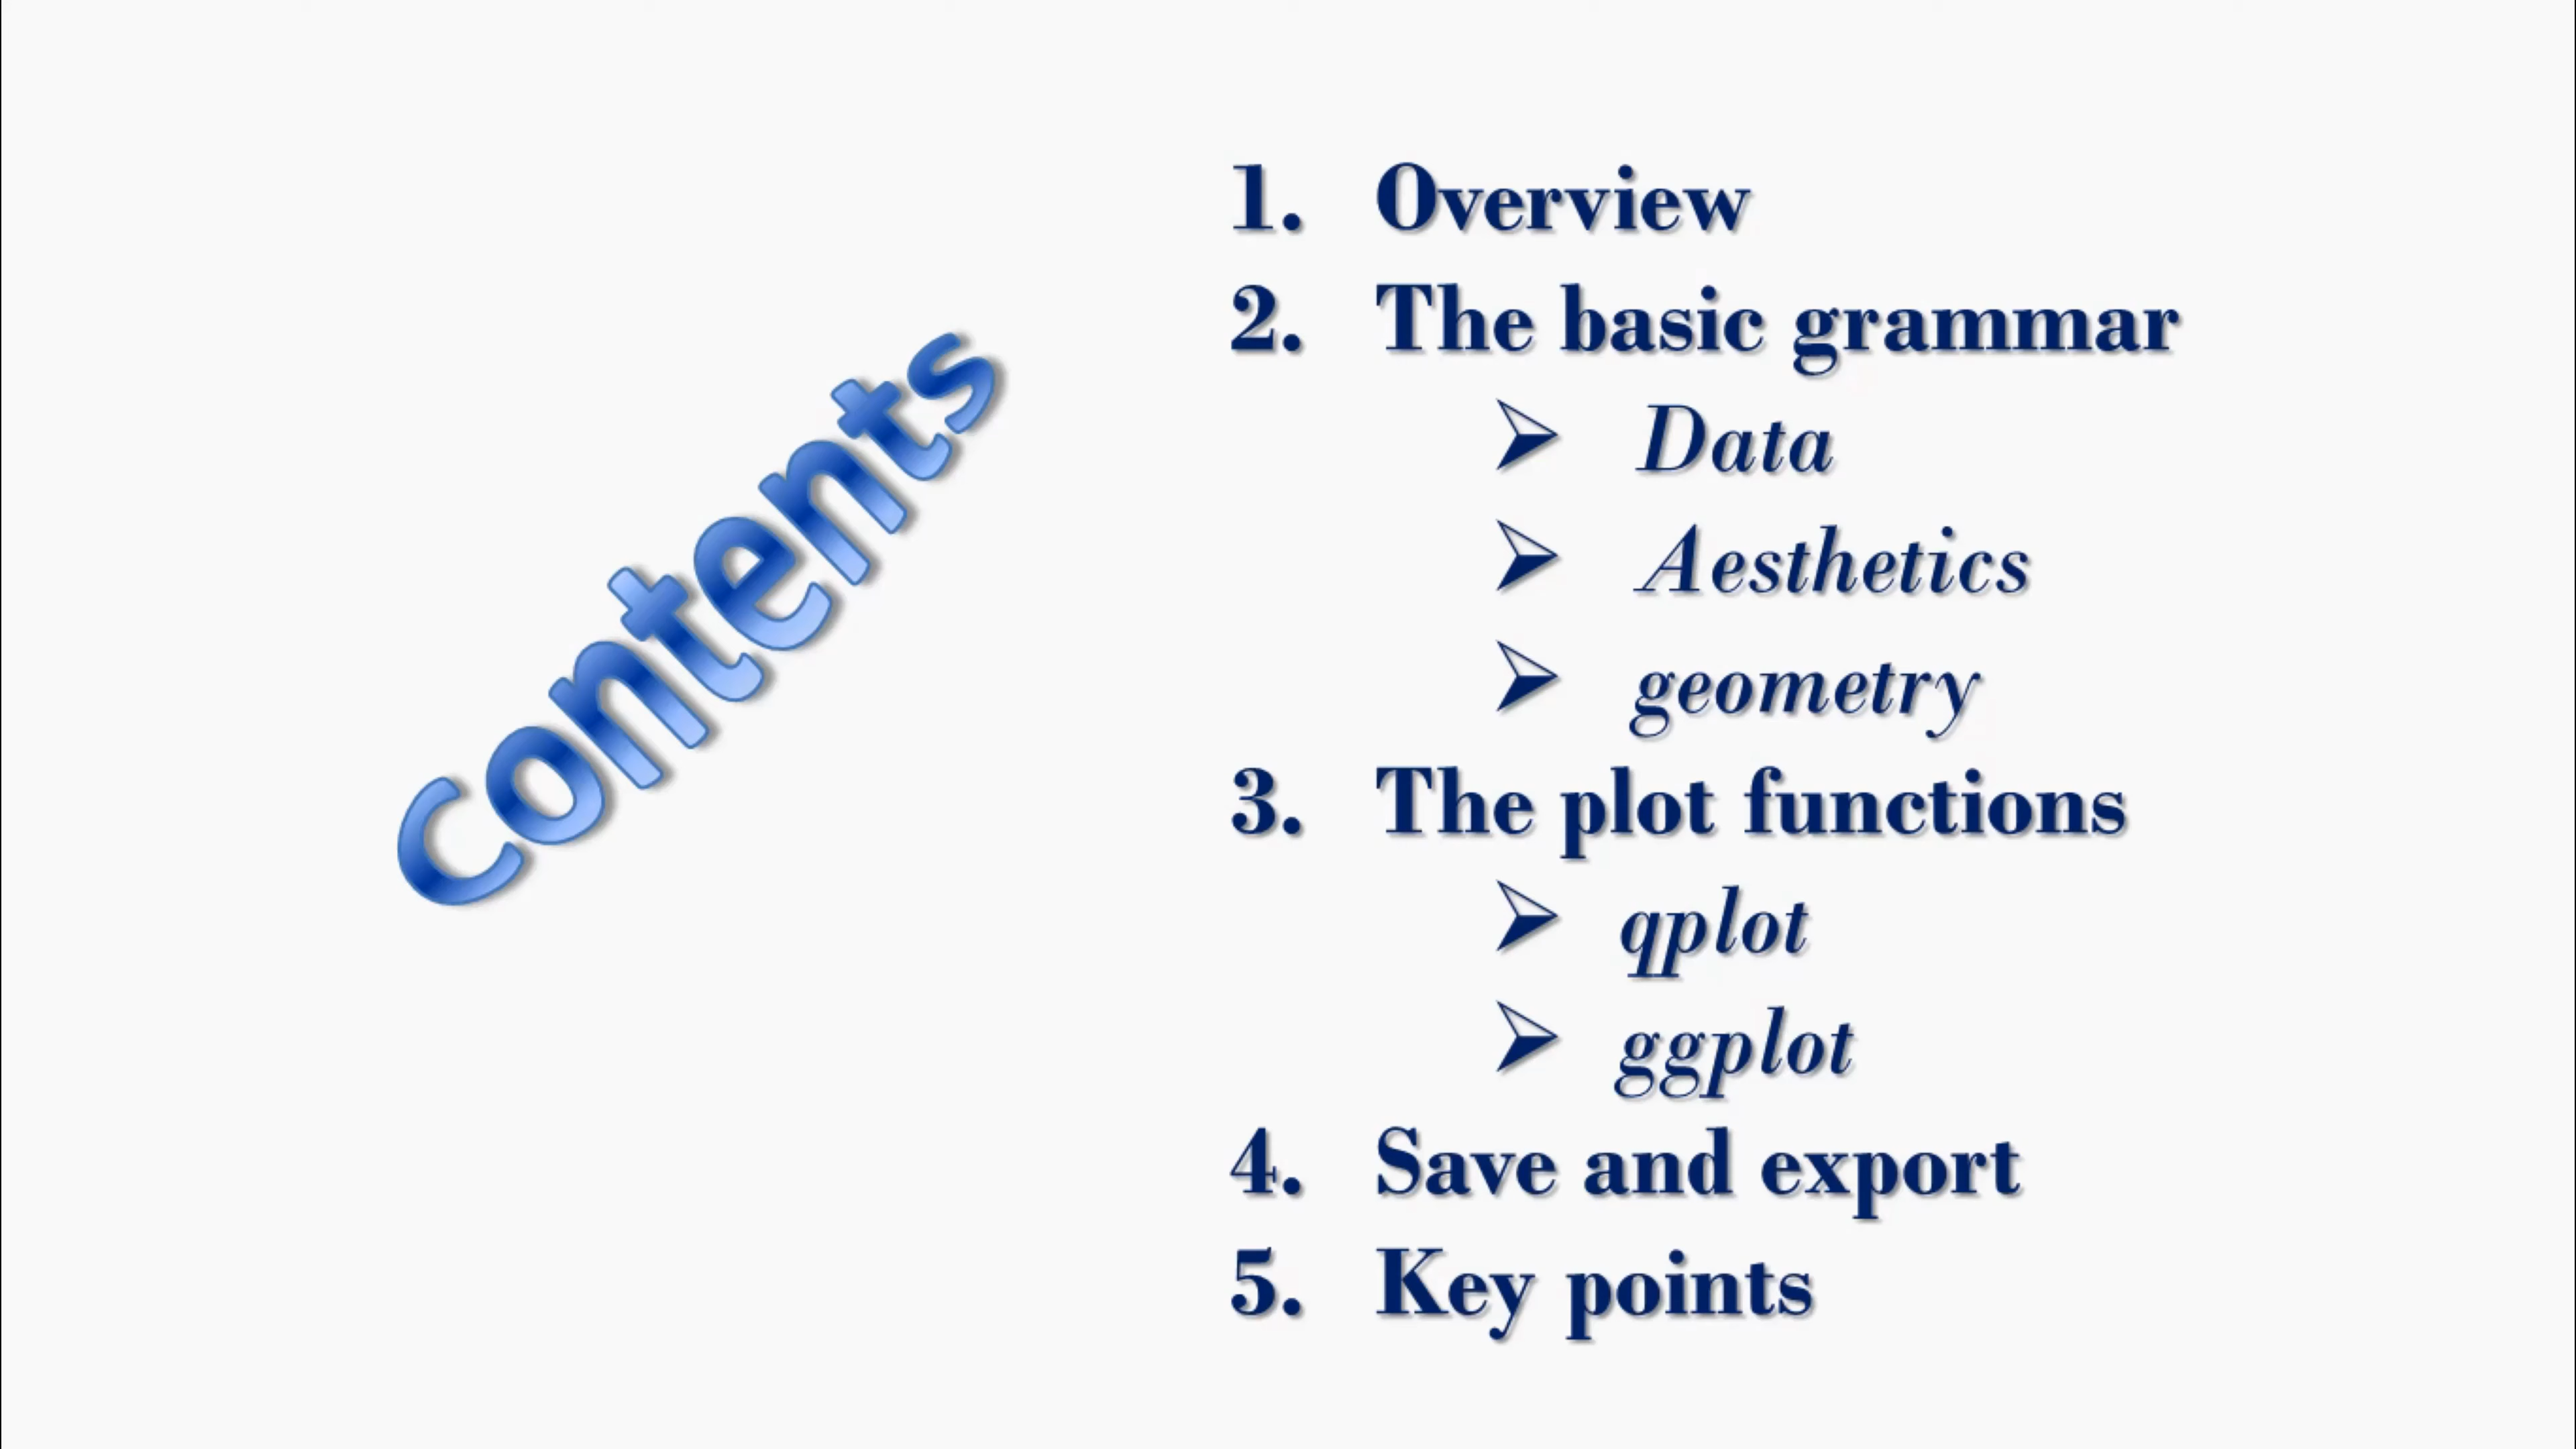 contents
1. Overview
2. The basic grammar
➢ Data
➢ Aesthetics
➢ geometry
3. The plot functions
➢ qplot
➢ ggplot
4. Save and export
5. Key points